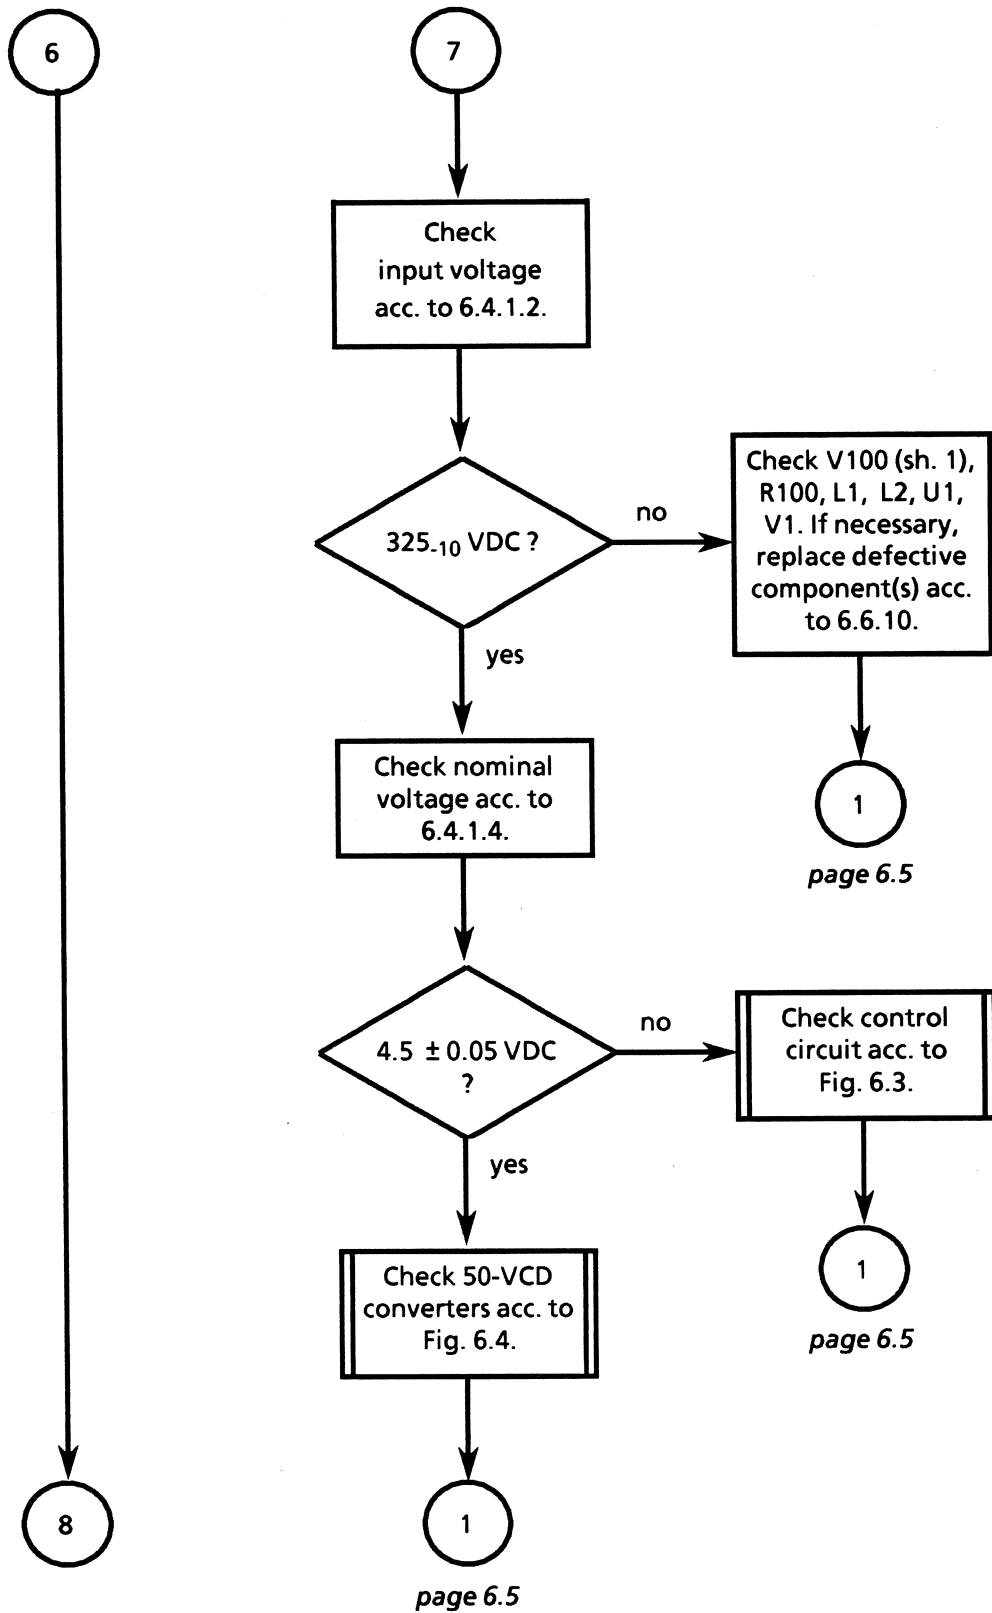 6
7
Check
input voltage
acc. to 6.4.1.2.
325-10 VDC ?
no
Check V100 (sh. 1),
R100, L1, L2, U1,
V1. If necessary,
replace defective
component(s) acc.
to 6.6.10.
yes
1
page 6.5
Check nominal
voltage acc. to
6.4.1.4.
4.5 ± 0.05 VDC
?
no
Check control
circuit acc. to
Fig. 6.3.
yes
1
page 6.5
Check 50-VCD
converters acc. to
Fig. 6.4.
8
1
page 6.5